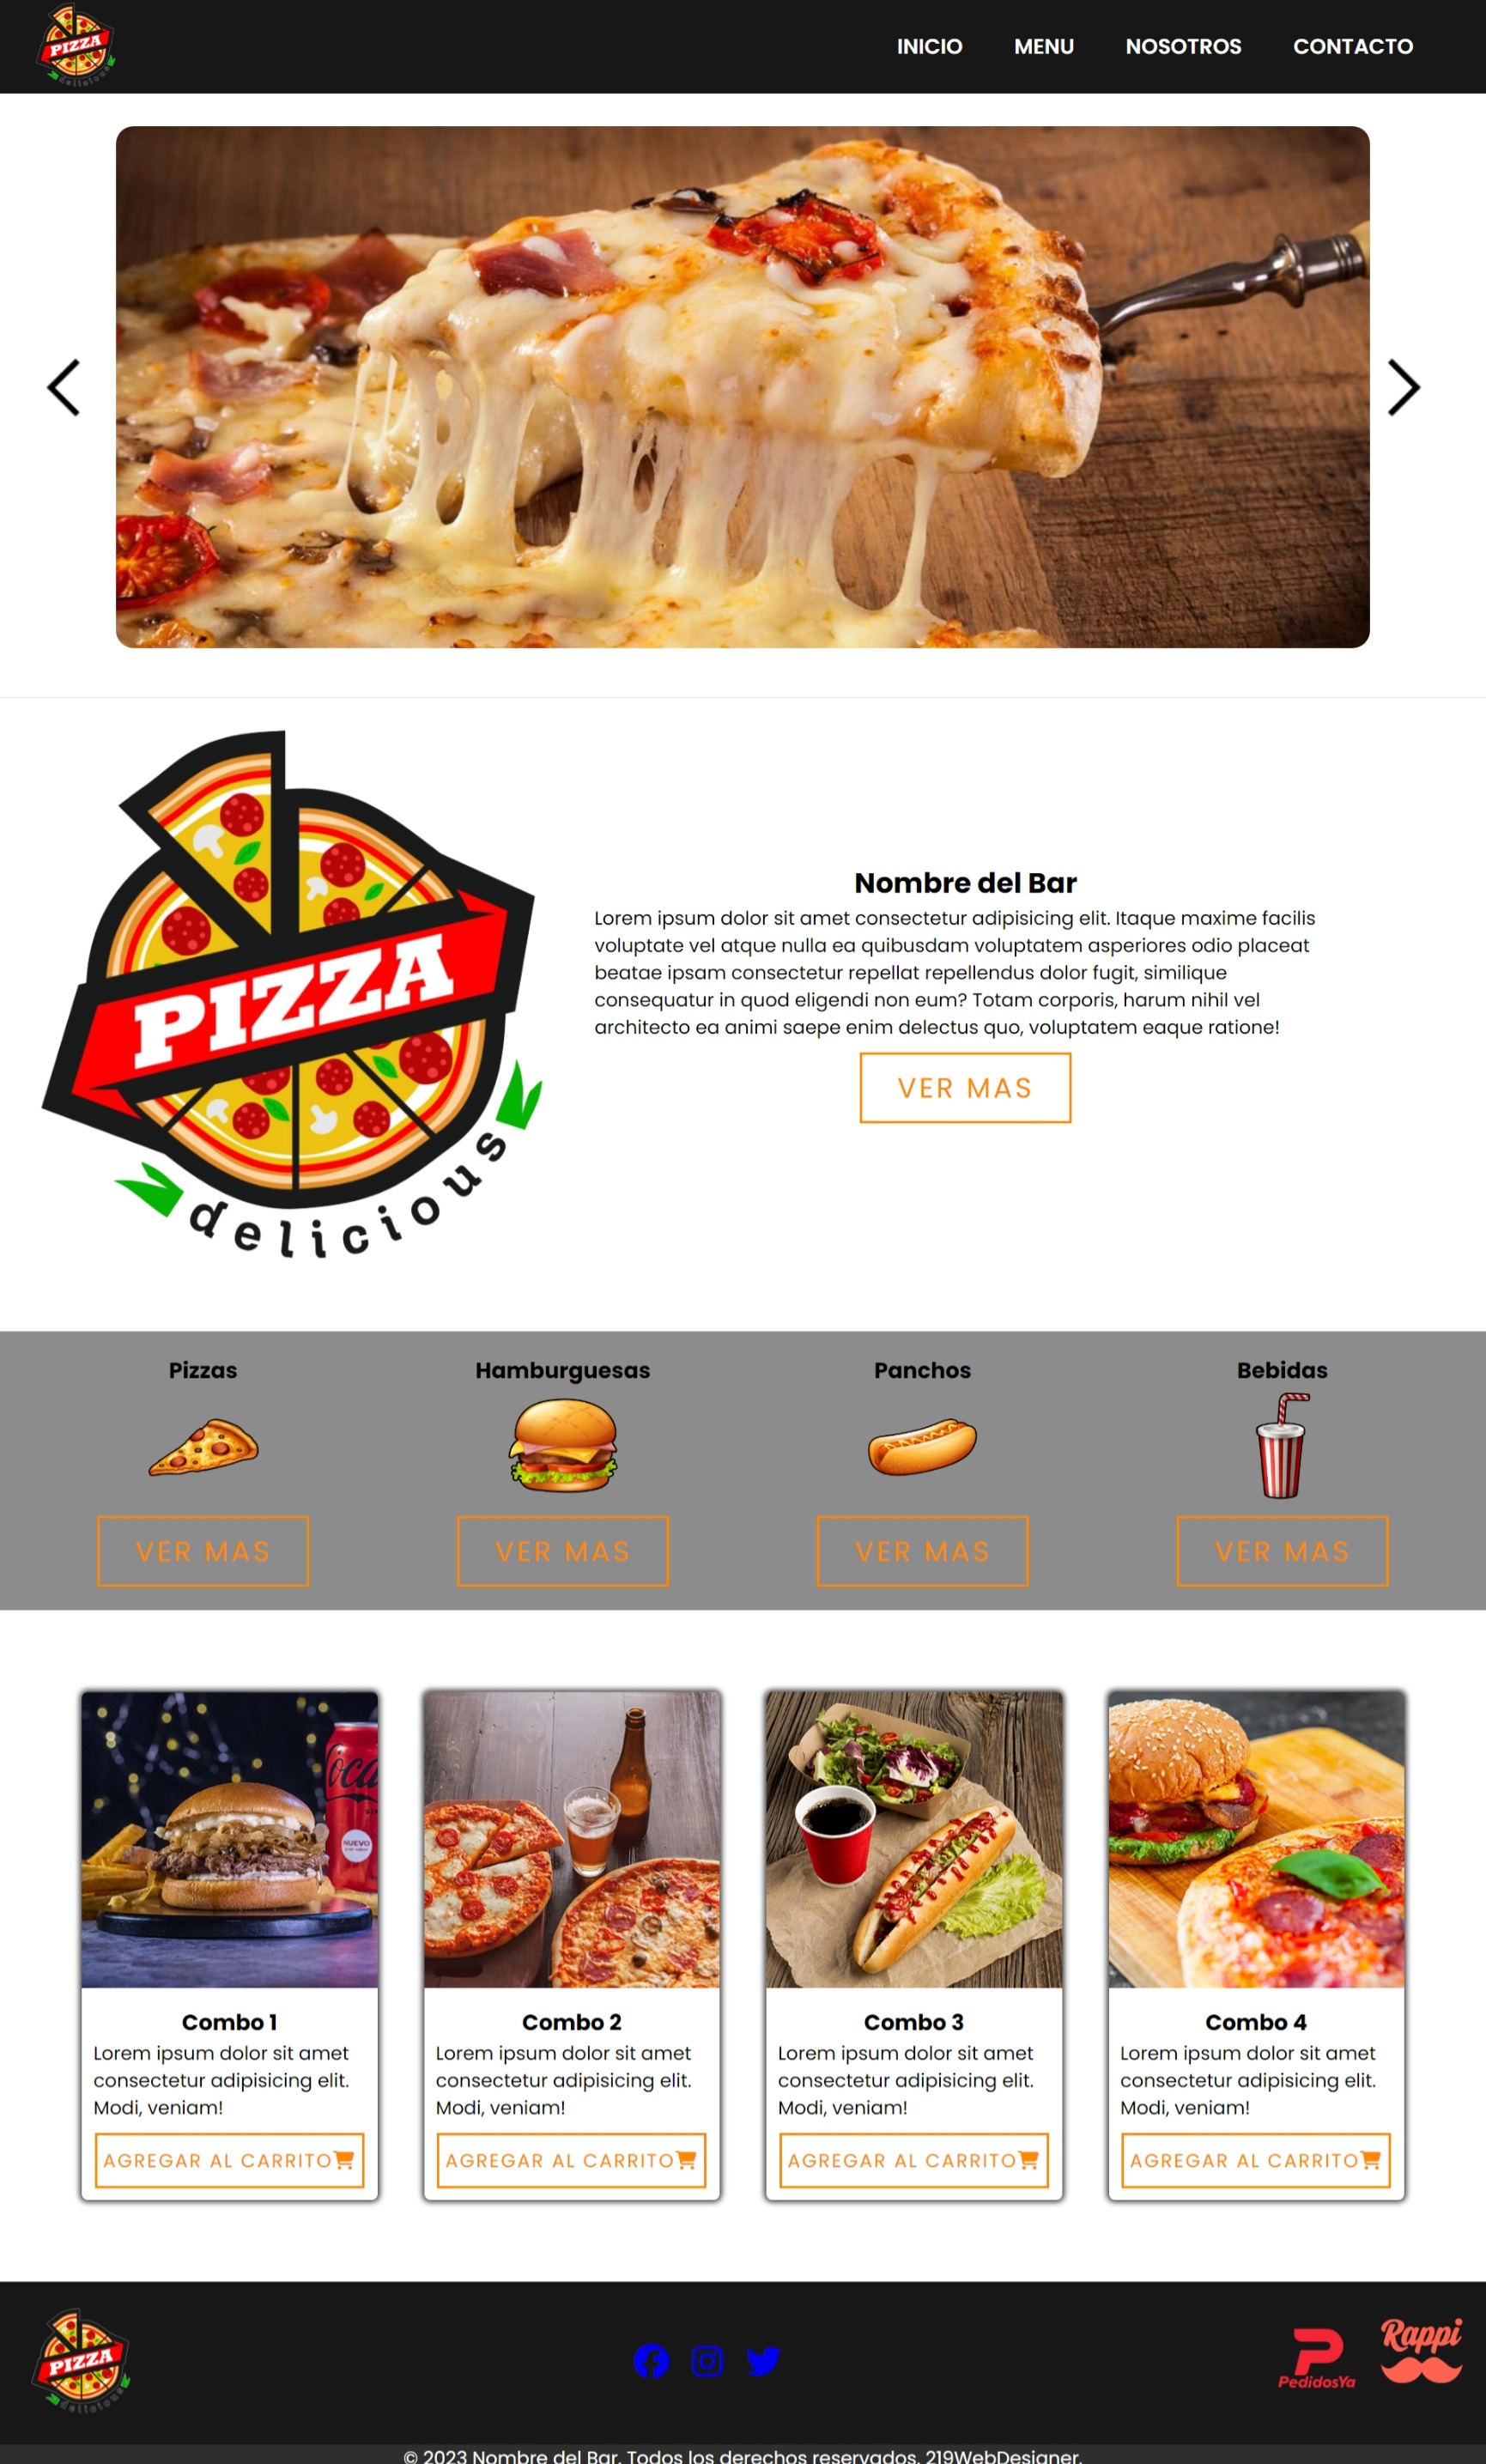 PIZZA
delicious
INICIO MENU NOSOTROS CONTACTO
PIZZA
delicious
Nombre del Bar
Lorem ipsum dolor sit amet consectetur adipisicing elit. Itaque maxime facilis
voluptate vel atque nulla ea quibusdam voluptatem asperiores odio placeat
beatae ipsam consectetur repellat repellendus dolor fugit, similique
consequatur in quod eligendi non eum? Totam corporis, harum nihil vel
architecto ea animi saepe enim delectus quo, voluptatem eaque ratione!
VER MAS
Pizzas
Hamburguesas
Panchos
Bebidas
VER MAS
VER MAS
VER MAS
VER MAS
NUEVO
Combo 1
Lorem ipsum dolor sit amet
consectetur adipisicing elit.
Modi, veniam!
AGREGAR AL CARRITO
Combo 2
Lorem ipsum dolor sit amet
consectetur adipisicing elit.
Modi, veniam!
AGREGAR AL CARRITO
Combo 3
Lorem ipsum dolor sit amet
consectetur adipisicing elit.
Modi, veniam!
AGREGAR AL CARRITO
Combo 4
Lorem ipsum dolor sit amet
consectetur adipisicing elit.
Modi, veniam!
AGREGAR AL CARRITO
PIZZA
delicious
PedidosYa
Rappi
© 2023 Nombre del Bar. Todos los derechos reservados. 219WebDesigner.